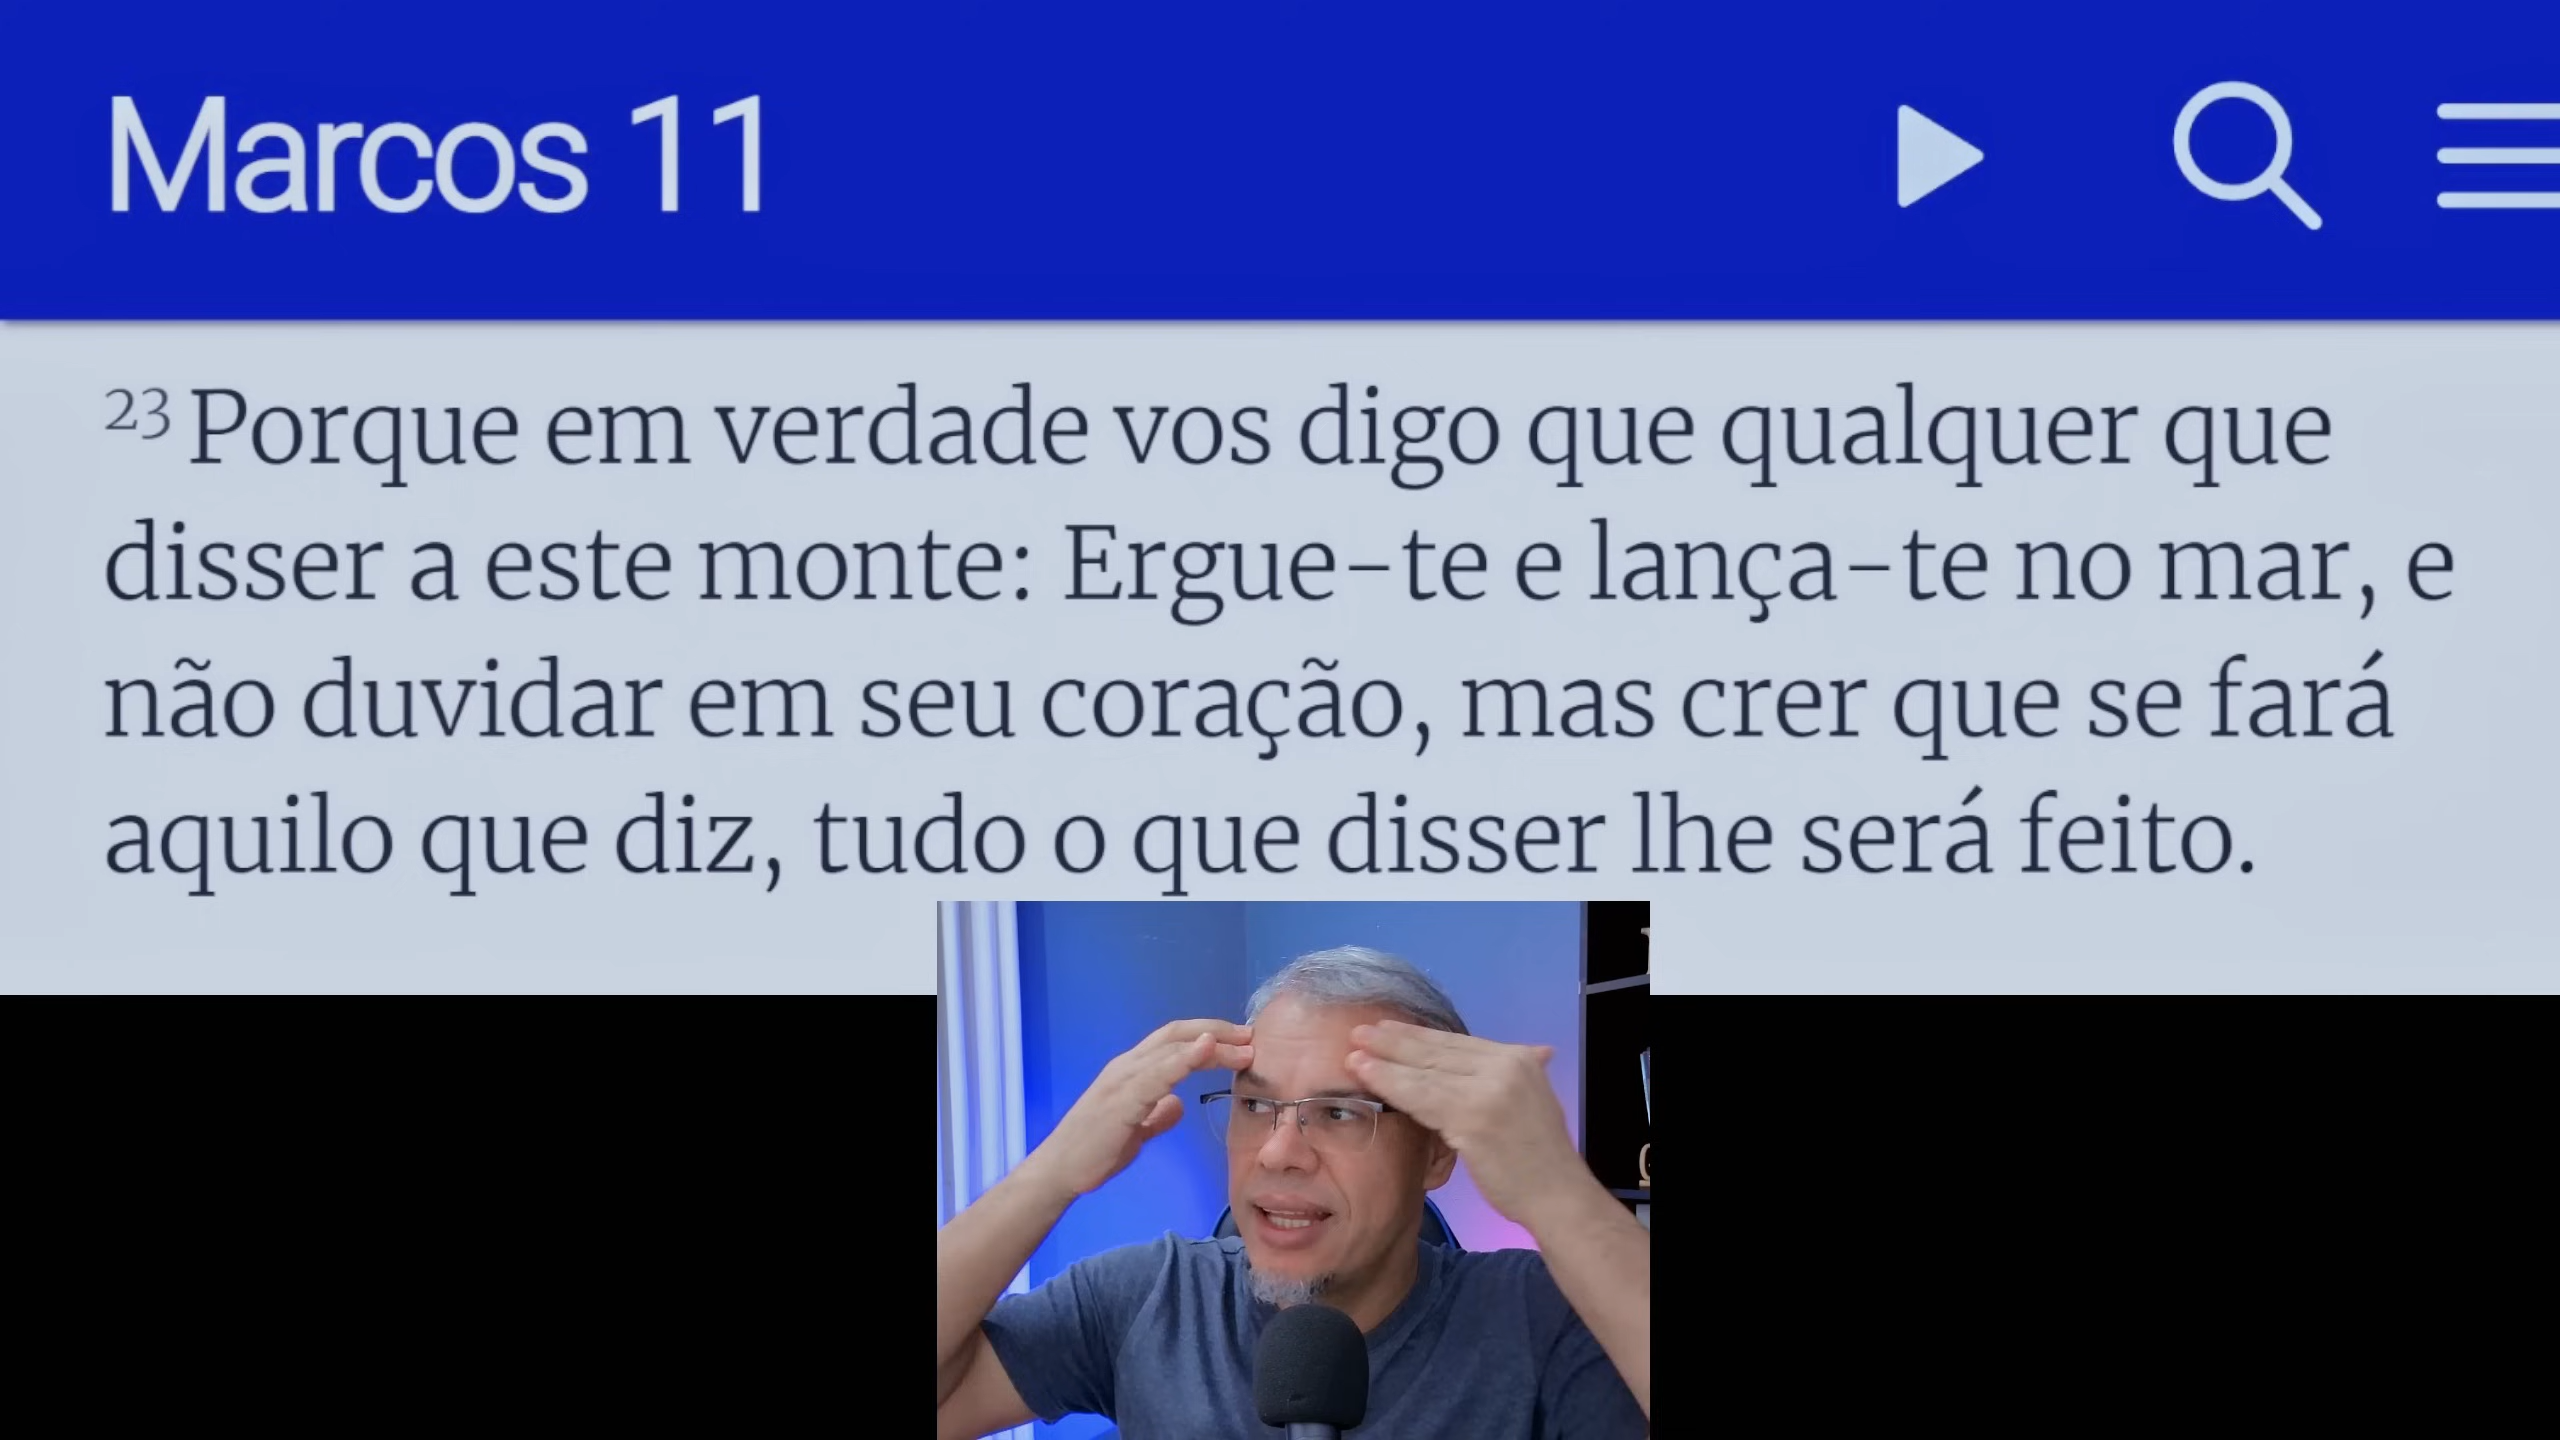 Marcos 11
23 Porque em verdade vos digo que qualquer que
disser a este monte: Ergue-te e lança-te no mar, e
não duvidar em seu coração, mas crer que se fará
aquilo que diz, tudo o que disser lhe será feito.